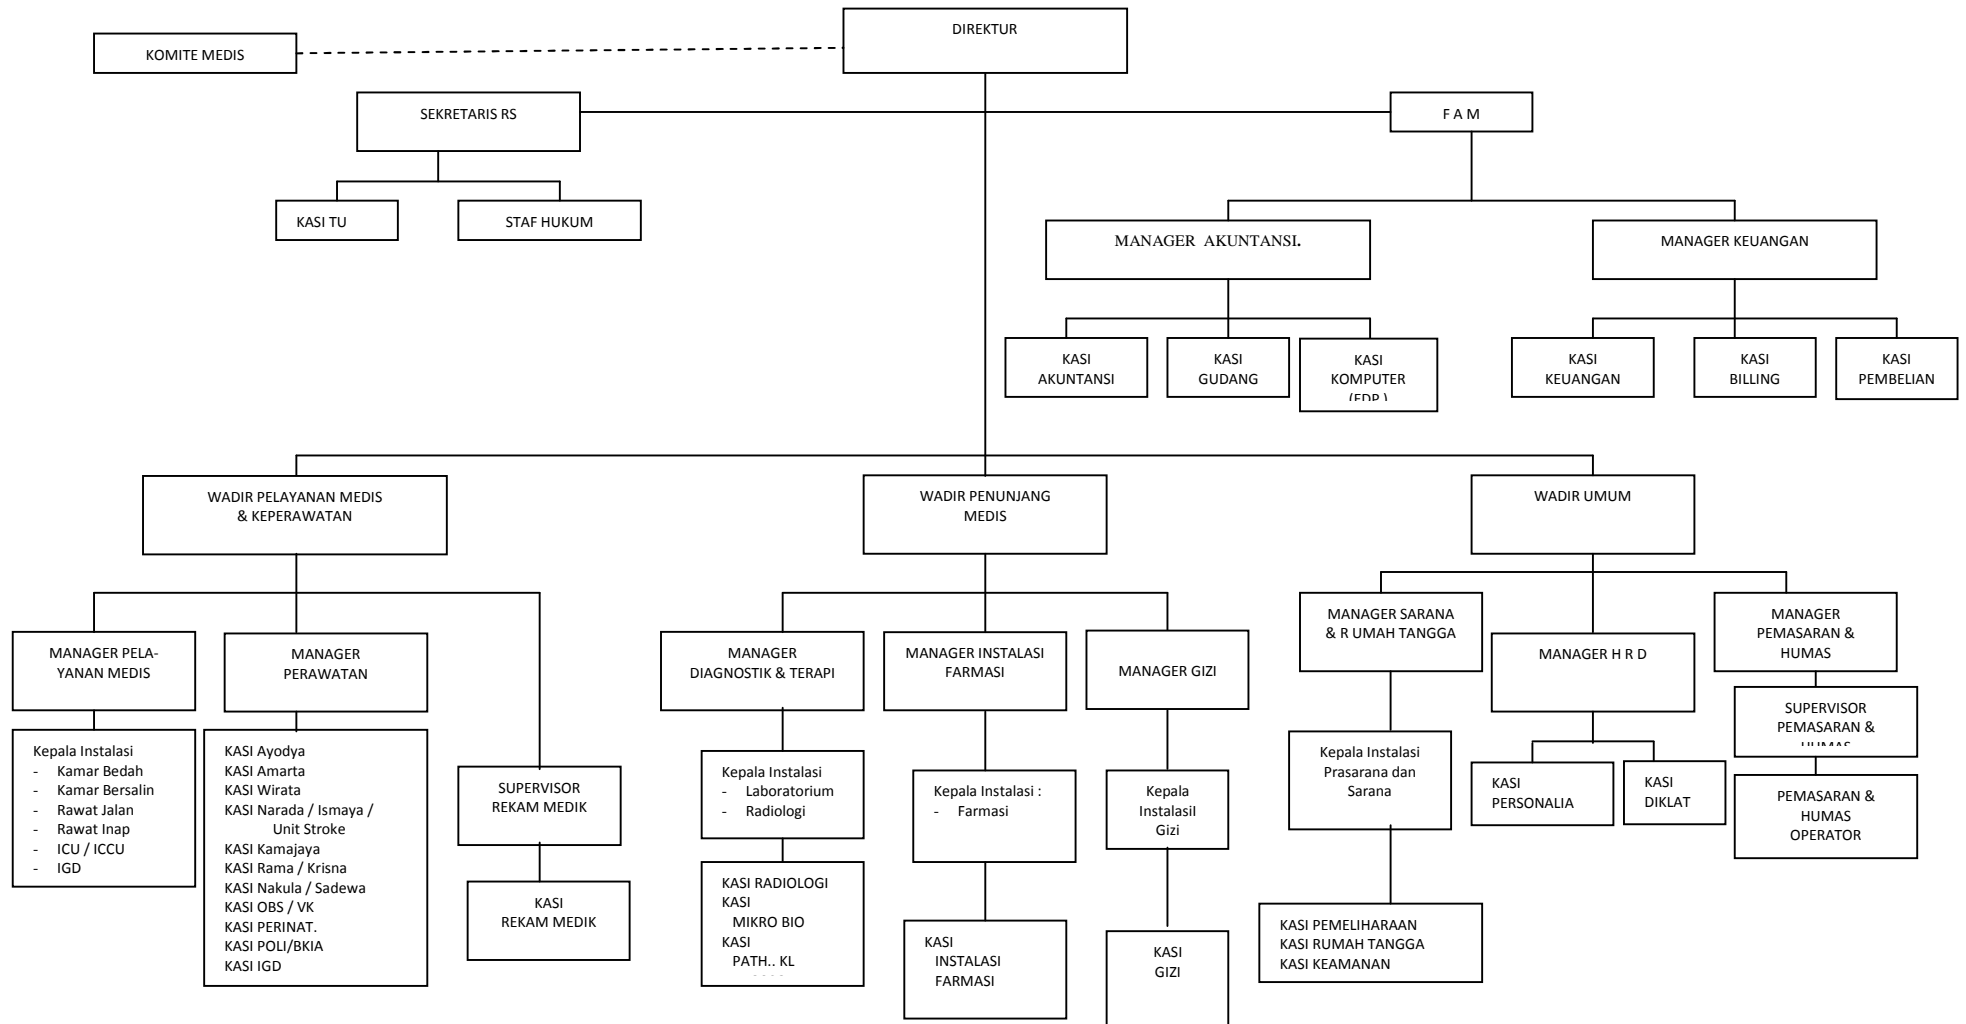 DIREKTUR
KOMITE MEDIS
SEKRETARIS RS
F A M
KASI TU
STAF HUKUM
MANAGER AKUNTANSI.
MANAGER KEUANGAN
KASI
AKUNTANSI
KASI
GUDANG
KASI
KOMPUTER
(EDP )
KASI
KEUANGAN
KASI
BILLING
KASI
PEMBELIAN
WADIR PELAYANAN MEDIS
& KEPERAWATAN
WADIR PENUNJANG
MEDIS
WADIR UMUM
MANAGER PELA-
YANAN MEDIS
MANAGER
PERAWATAN
MANAGER
DIAGNOSTIK & TERAPI
MANAGER INSTALASI
FARMASI
MANAGER GIZI
MANAGER SARANA
& R UMAH TANGGA
MANAGER H R D
MANAGER
PEMASARAN &
HUMAS
Kepala Instalasi
- Kamar Bedah
- Kamar Bersalin
- Rawat Jalan
- Rawat Inap
- ICU / ICCU
- IGD
KASI Ayodya
KASI Amarta
KASI Wirata
KASI Narada / Ismaya /
Unit Stroke
KASI Kamajaya
KASI Rama / Krisna
KASI Nakula / Sadewa
KASI OBS / VK
KASI PERINAT.
KASI POLI/BKIA
KASI IGD
SUPERVISOR
REKAM MEDIK
KASI
REKAM MEDIK
Kepala Instalasi
- Laboratorium
- Radiologi
KASI RADIOLOGI
KASI
MIKRO BIO
KASI
PATH.. KL
Kepala Instalasi :
- Farmasi
KASI
INSTALASI
FARMASI
Kepala
InstalasiI
Gizi
KASI
GIZI
Kepala Instalasi
Prasarana dan
Sarana
KASI PEMELIHARAAN
KASI RUMAH TANGGA
KASI KEAMANAN
KASI
PERSONALIA
KASI
DIKLAT
SUPERVISOR
PEMASARAN &
HUMAS
PEMASARAN &
HUMAS
OPERATOR